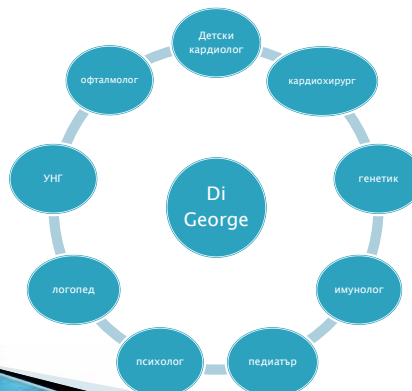 Детски
кардиолог
кардиохирург
генетик
имунолог
педиатър
психолог
логопед
УНГ
офталмолог
Di
George